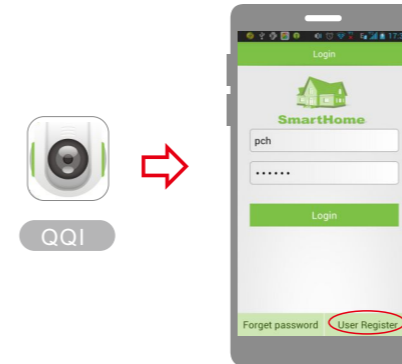 Login
SmartHome
pch
••••••
Login
Forget password User Register
QQI